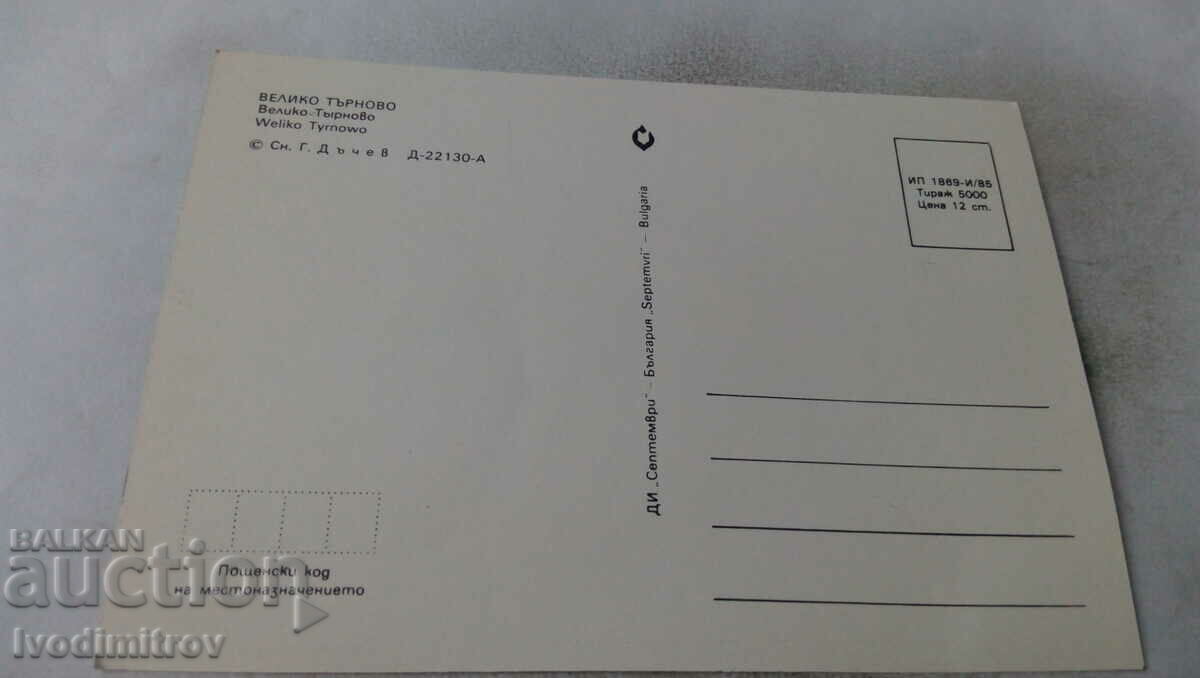 ВЕЛИКО ТЪРНОВО
Велико-Тырново
Weliko Tyrnowo
© Сн. Г. Дъчев Д-22130-А
ДИ „Септември" – България „Septemvri" – Bulgaria
ИП 1869-И/85
Тираж 5000
Цена 12 ст.
Пощенски код
на местоназначението
BALKAN
auction
Ivodimitrov